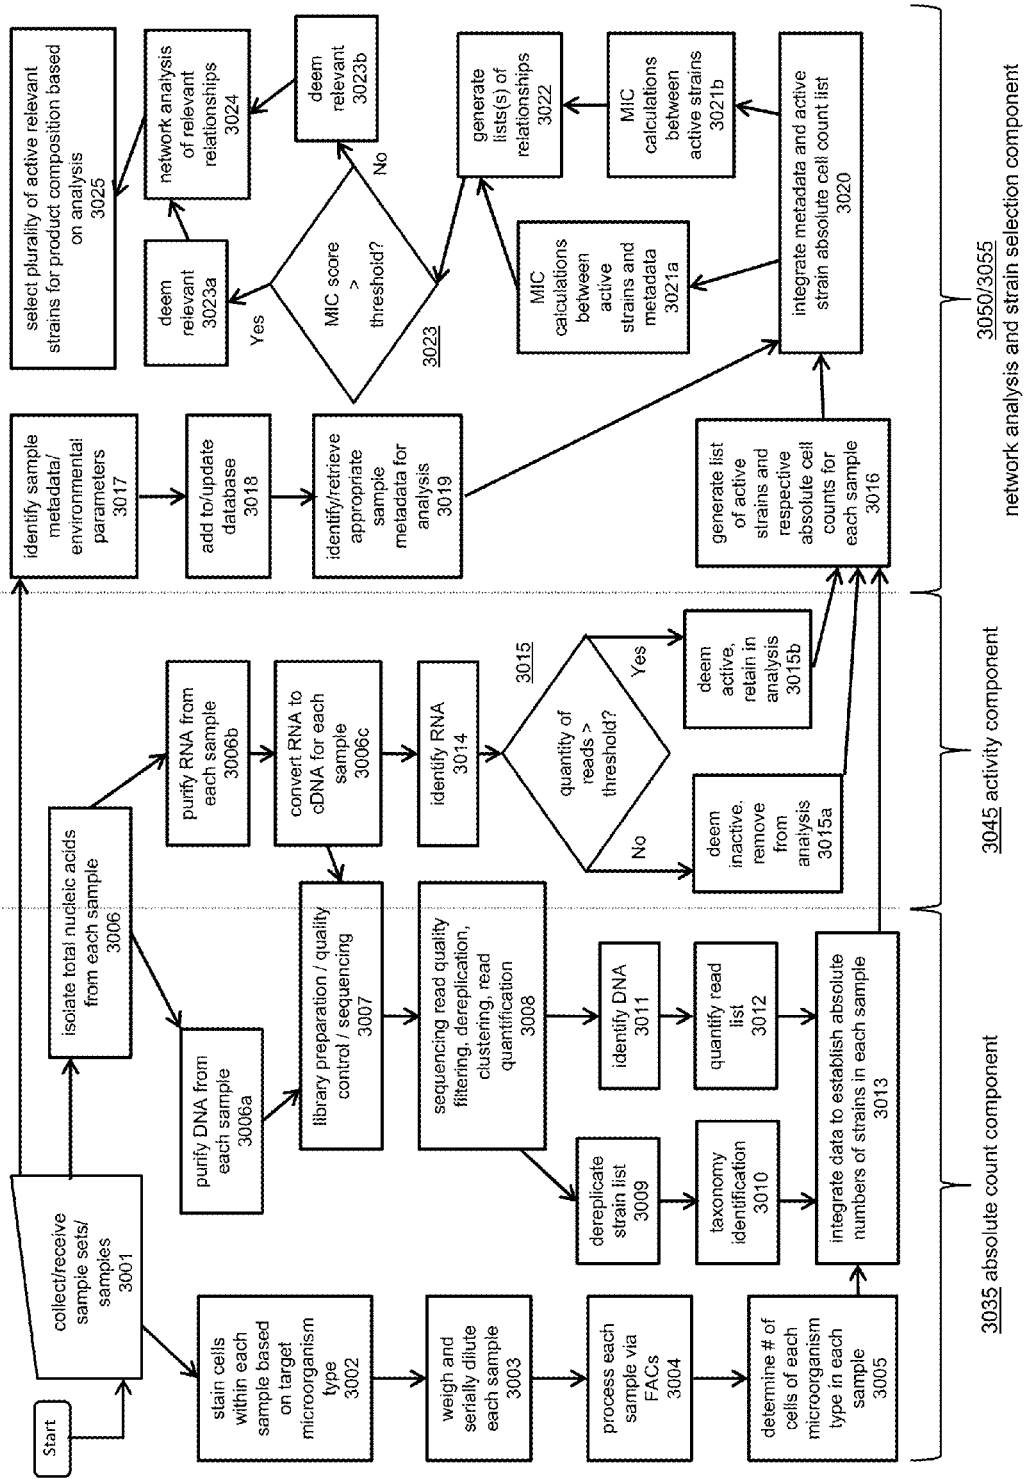 Start
collect/receive
sample sets/
samples
3001
stain cells
within each
sample based
on target
microorganism
type
3002
weigh and
serially dilute
each sample
3003
process each
sample via
FACs
3004
determine # of
cells of each
microorganism
type in each
sample
3005
isolate total nucleic acids
from each sample
3006
purify DNA from
each sample
3006a
purify RNA from
each sample
3006b
convert RNA to
cDNA for each
sample
3006c
library preparation / quality
control / sequencing
3007
sequencing read quality
filtering, dereplication,
clustering, read
quantification
3008
dereplicate
strain list
3009
taxonomy
identification
3010
identify DNA
3011
quantify read
list
3012
integrate data to establish absolute
numbers of strains in each sample
3013
identify RNA
3014
quantity of
reads >
threshold?
3015
No
Yes
deem
inactive, remove
from
analysis
3015a
deem
active,
retain in
analysis
3015b
generate list
of active
strains and
respective
absolute cell
counts for
each sample
3016
identify sample
metadata/
environmental
parameters
3017
add to/update
database
3018
identify/retrieve
appropriate
sample
metadata for
analysis
3019
integrate metadata and active
strain absolute cell count list
3020
MIC
calculations
between
active
strains and
metadata
3021a
MIC
calculations
between
active strains
3021b
generate
lists(s) of
relationships
3022
MIC score
>
threshold?
3023
Yes
No
deem
relevant
3023a
deem
relevant
3023b
network analysis
of relevant
relationships
3024
select plurality of active relevant
strains for product composition based
on analysis
3025
3035 absolute count component
3045 activity component
3050/3055
network analysis and strain selection component